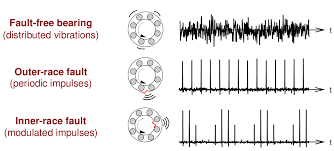 Fault-free bearing
(distributed vibrations)
t
Outer-race fault
(periodic impulses)
t
Inner-race fault
(modulated impulses)
t